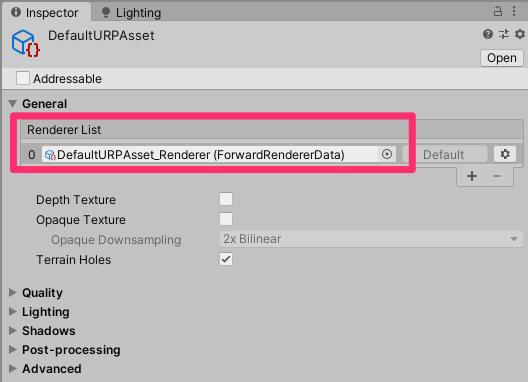 Inspector Lighting
DefaultURPAsset
Open
Addressable
General
Renderer List
0 DefaultURPAsset_Renderer (ForwardRendererData) Default
+ −
Depth Texture
Opaque Texture
Opaque Downsampling 2x Bilinear
Terrain Holes
Quality
Lighting
Shadows
Post-processing
Advanced